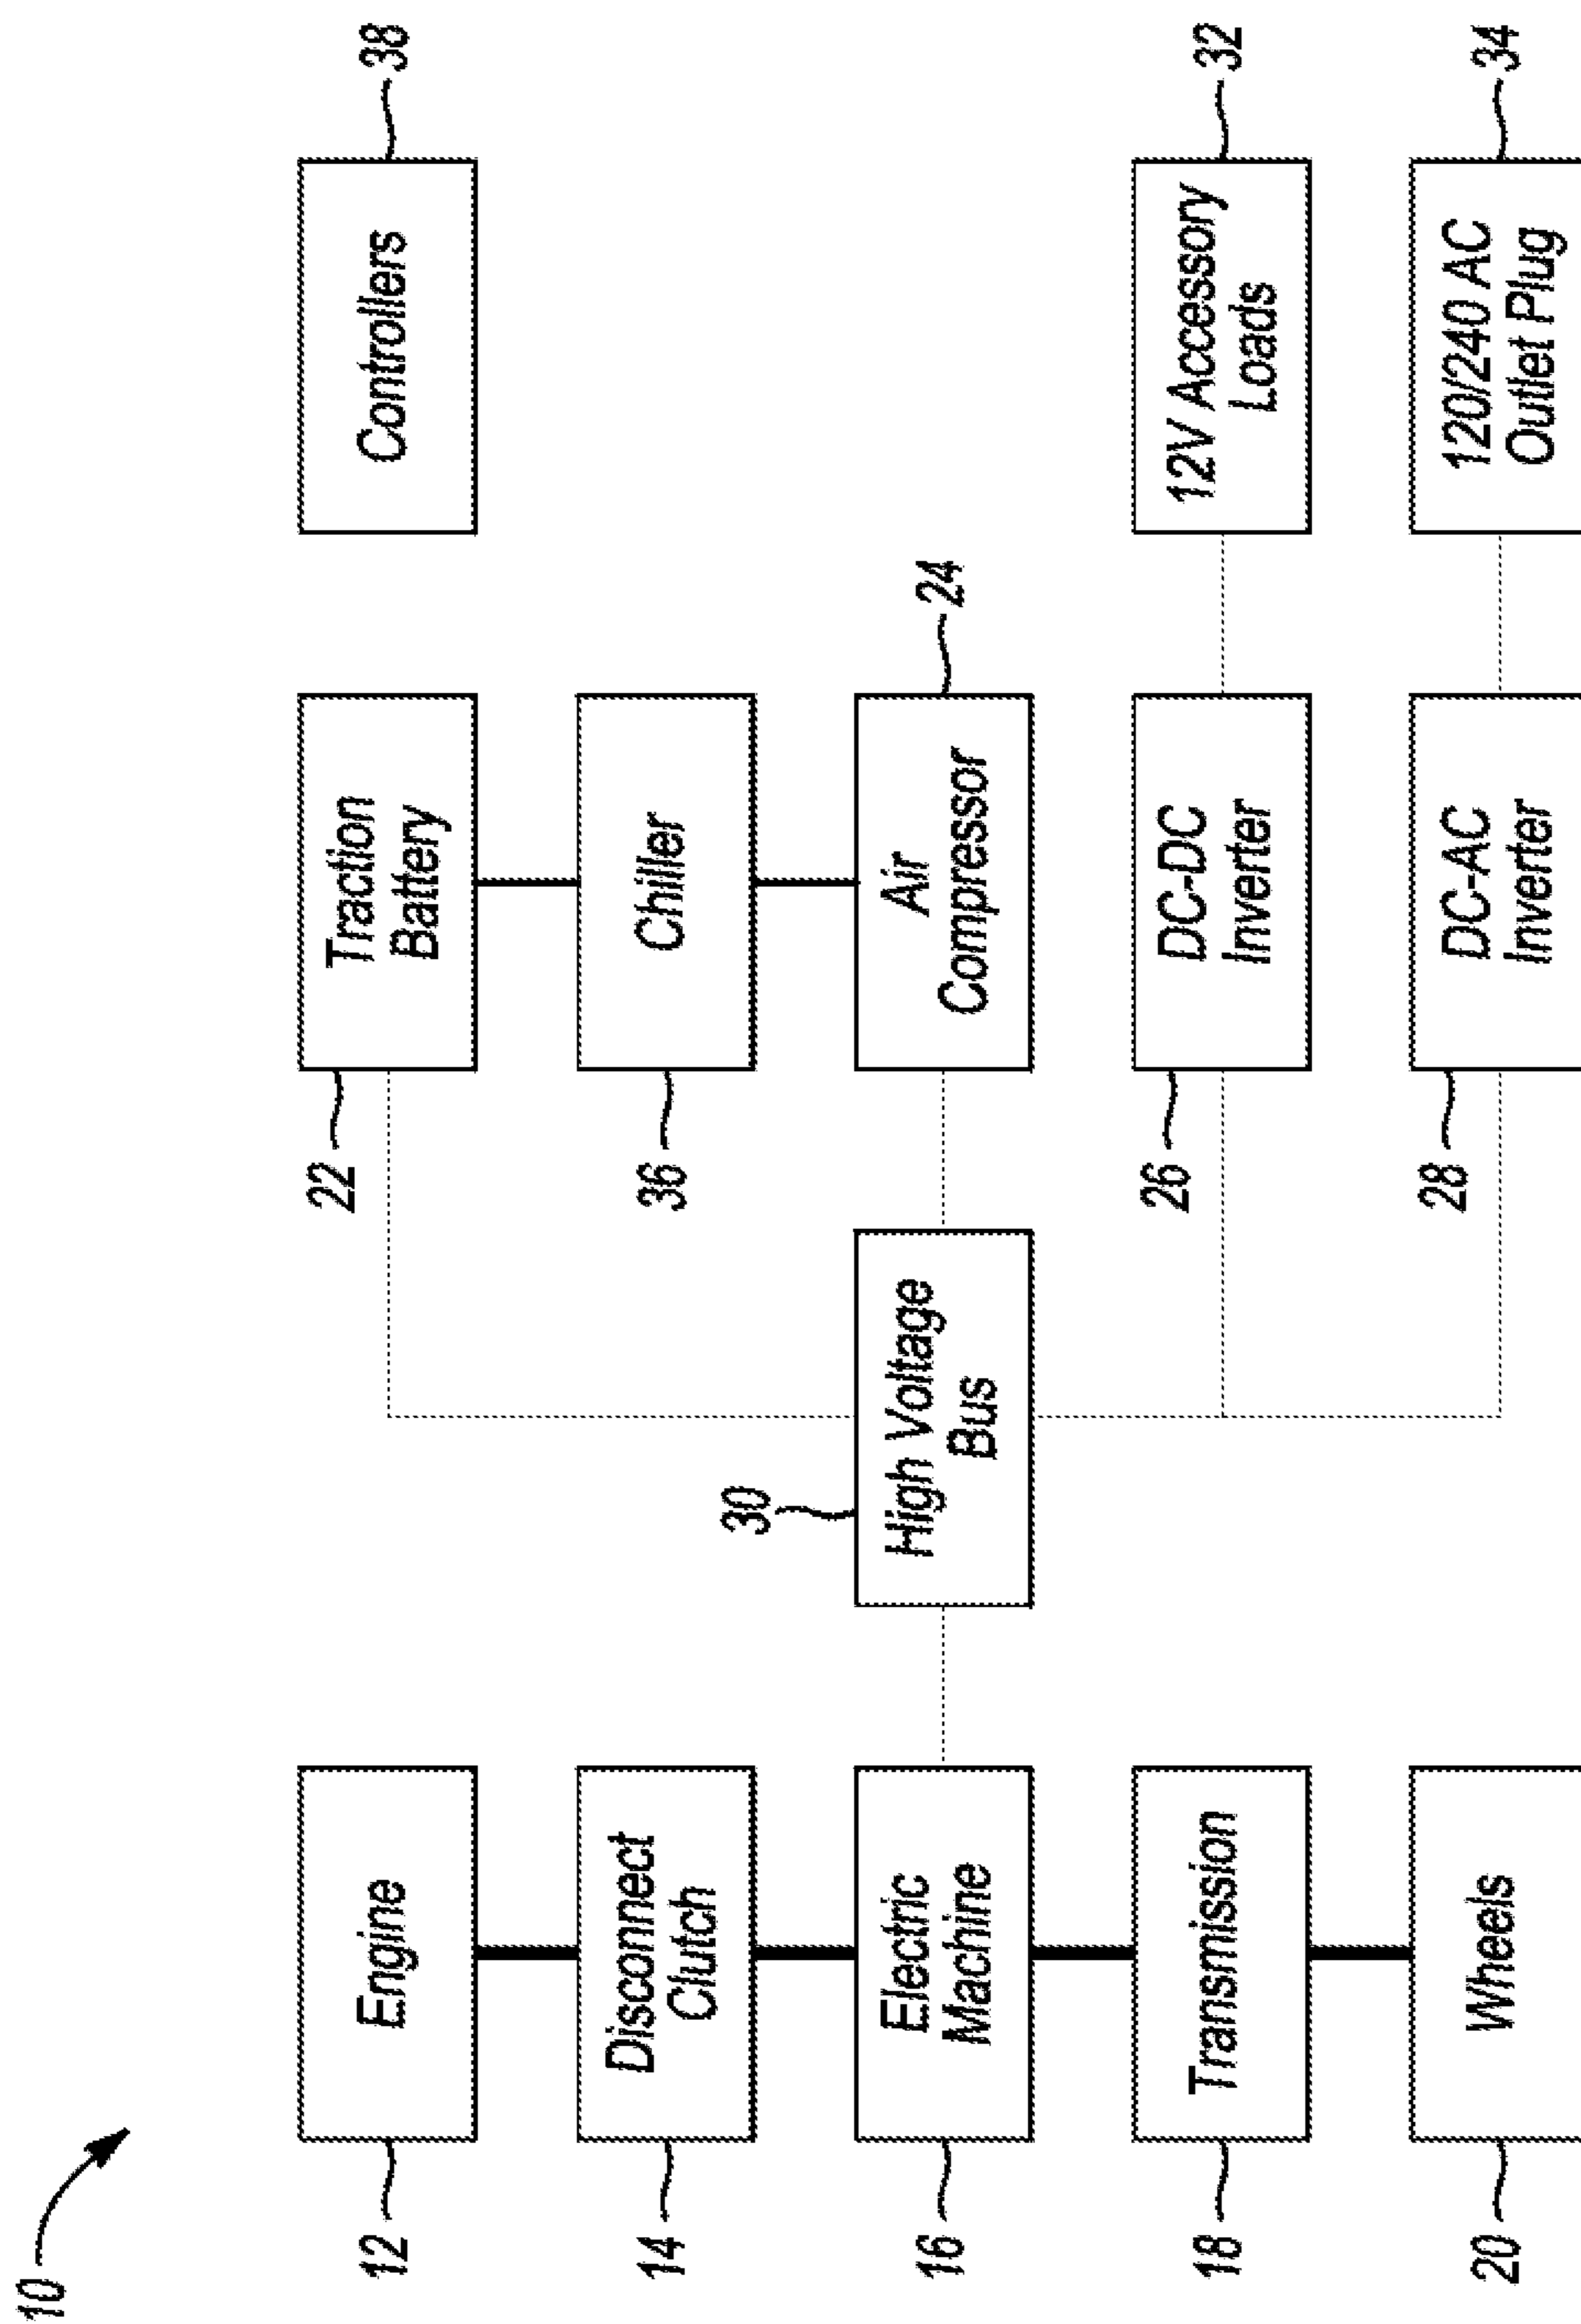 10
12
Engine
14
Disconnect
Clutch
16
Electric
Machine
18
Transmission
20
Wheels
30
High Voltage
Bus
22
Traction
Battery
36
Chiller
Air
Compressor
24
26
DC-DC
Inverter
28
DC-AC
Inverter
Controllers
38
12V Accessory
Loads
32
120/240 AC
Outlet Plug
34